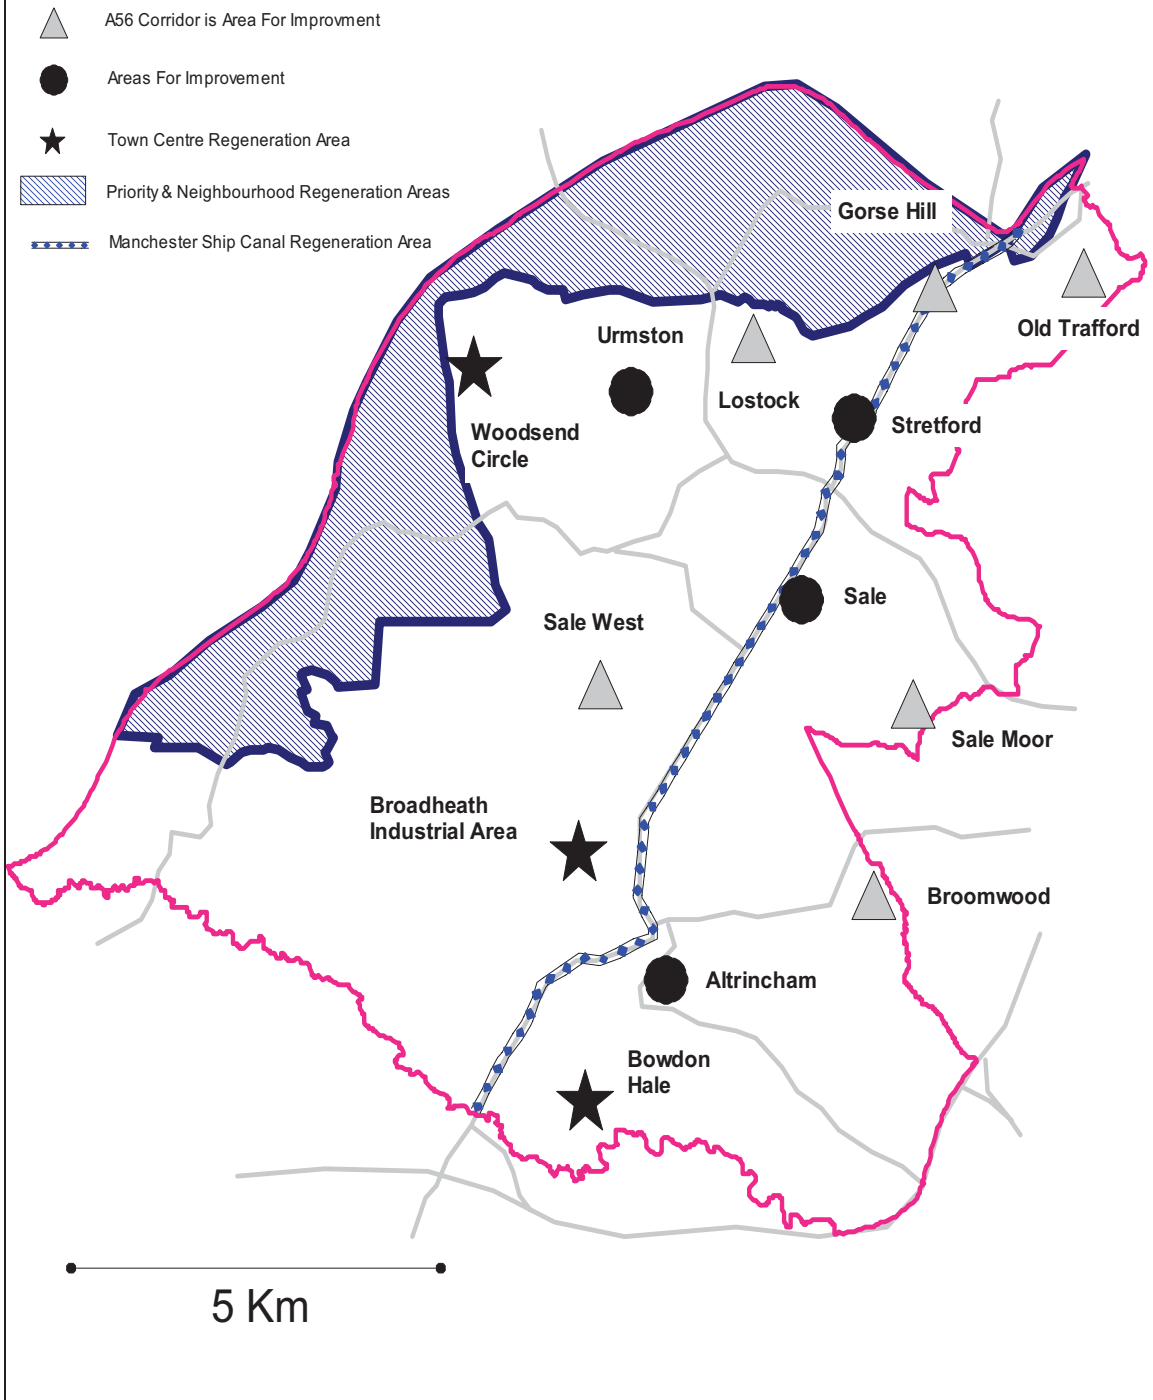 A56 Corridor is Area For Improvment
Areas For Improvement
Town Centre Regeneration Area
Priority & Neighbourhood Regeneration Areas
Manchester Ship Canal Regeneration Area
Gorse Hill
Old Trafford
Urmston
Lostock
Stretford
Woodsend
Circle
Sale
Sale West
Sale Moor
Broadheath
Industrial Area
Broomwood
Altrincham
Bowdon
Hale
5 Km